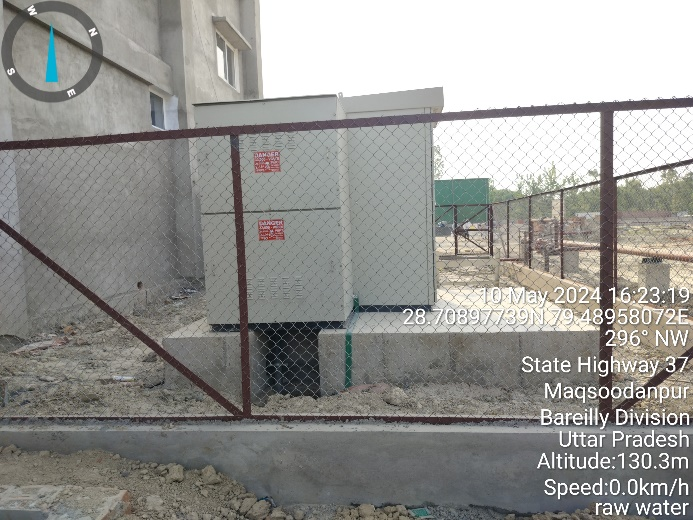 W
N
S
E
DANGER
DANGER
10 May 2024 16:23:19
28.70897739N 79.48958072E
296° NW
State Highway 37
Maqsoodanpur
Bareilly Division
Uttar Pradesh
Altitude:130.3m
Speed:0.0km/h
raw water